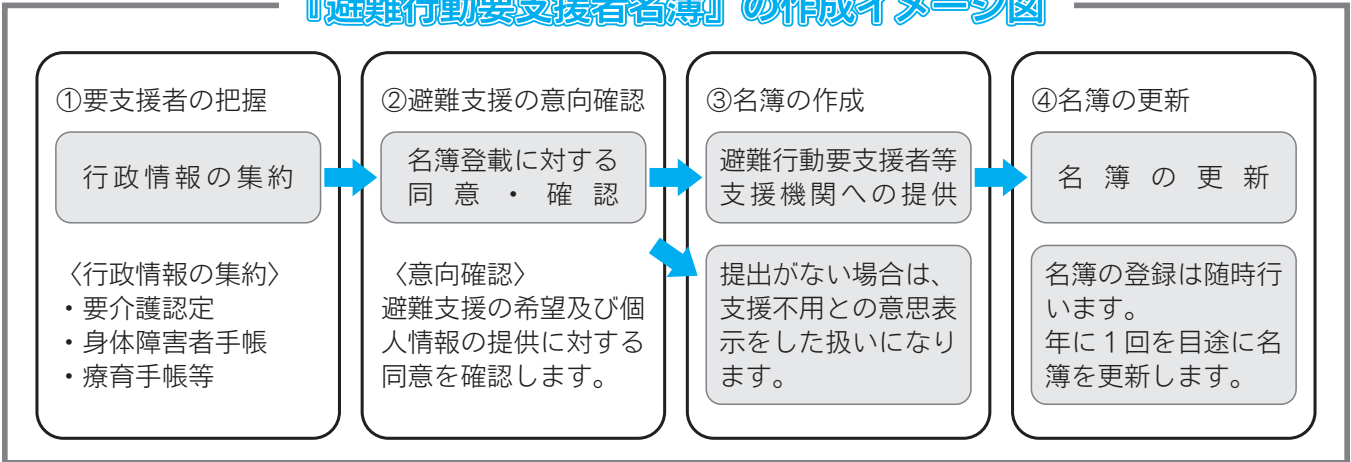 『避難行動要支援者名簿』の作成イメージ図
①要支援者の把握
行政情報の集約
〈行政情報の集約〉
・要介護認定
・身体障害者手帳
・療育手帳等
②避難支援の意向確認
名簿登載に対する
同意・確認
〈意向確認〉
避難支援の希望及び個
人情報の提供に対する
同意を確認します。
③名簿の作成
避難行動要支援者等
支援機関への提供
提出がない場合は、
支援不用との意思表
示をした扱いになり
ます。
④名簿の更新
名簿の更新
名簿の登録は随時行
います。
年に1回を目途に名
簿を更新します。